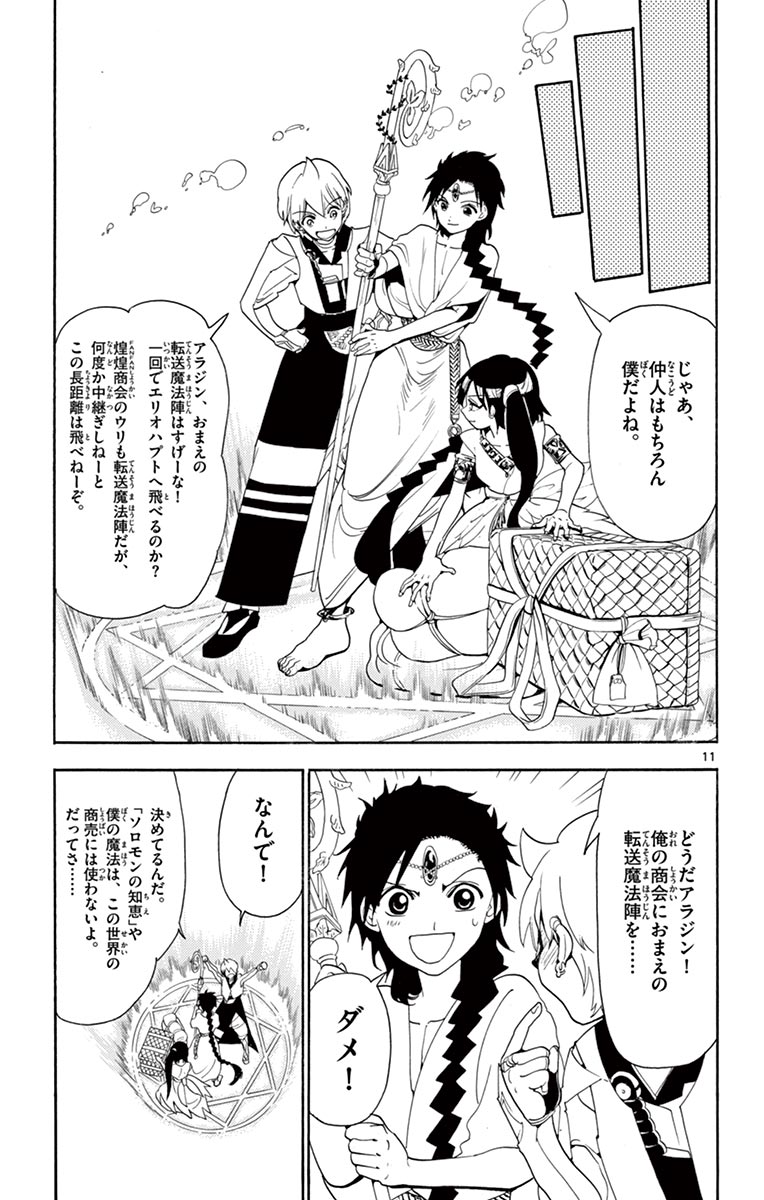 じゃあ、
仲人はもちろん
僕だよね。
アラジン、おまえの
転送魔法陣はすげーな！
一回でエリオハプトへ飛べるのか？
煌煌商会のウリも転送魔法陣だが、
何度か中継ぎしねーと
この長距離は飛べねーぞ。
11
どうだアラジン！
俺の商会におまえの
転送魔法陣を……
ダメ！
なんで！
決めてるんだ。
「ソロモンの知恵」や
僕の魔法は、この世界の
商売には使わないよ。
だってさ……